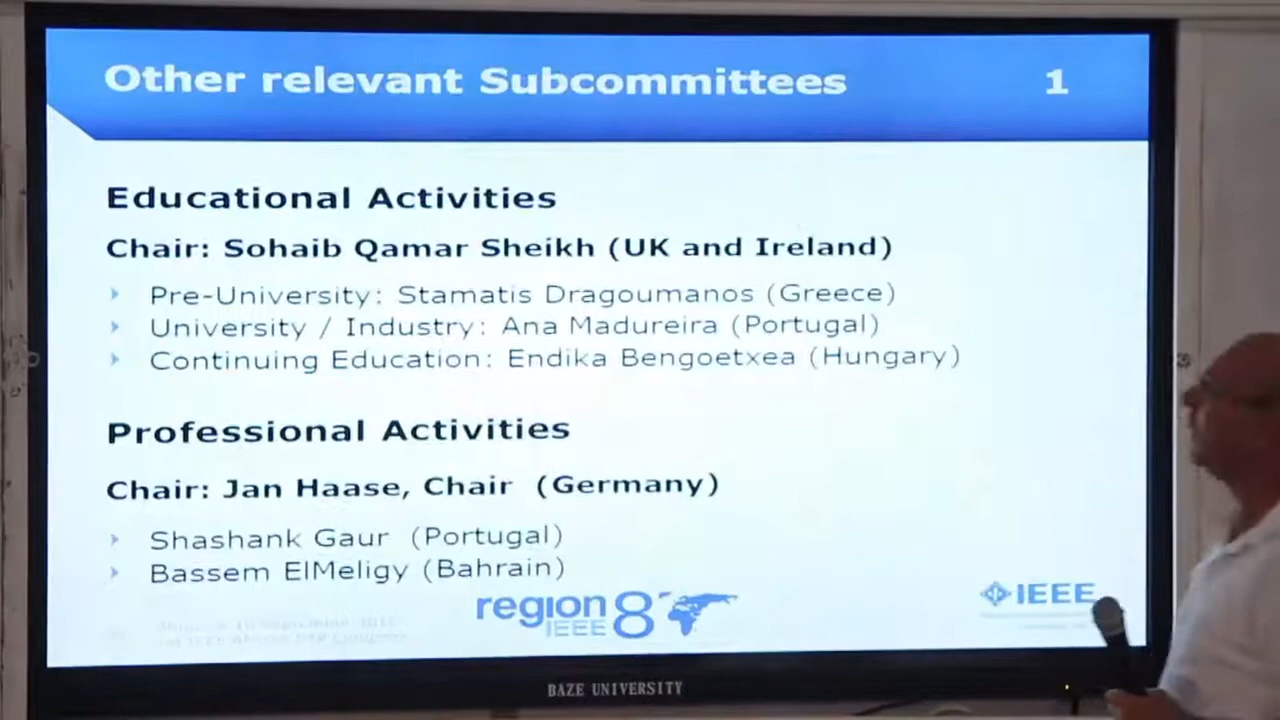 Other relevant Subcommittees 1
Educational Activities
Chair: Sohaib Qamar Sheikh (UK and Ireland)
Pre-University: Stamatis Dragoumanos (Greece)
University / Industry: Ana Madureira (Portugal)
Continuing Education: Endika Bengoetxea (Hungary)
Professional Activities
Chair: Jan Haase, Chair (Germany)
Shashank Gaur (Portugal)
Bassem ElMeligy (Bahrain)
region 8
IEEE
IEEE
BAZE UNIVERSITY